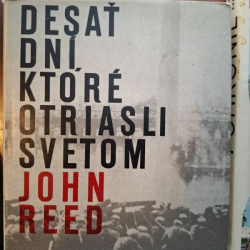 DESAŤ
DNÍ,
KTORÉ
OTRIASLI
SVETOM
JOHN
REED